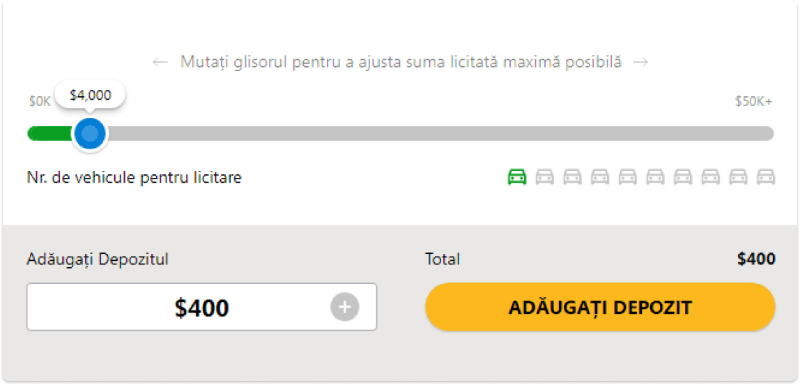 ← Mutați glisorul pentru a ajusta suma licitată maximă posibilă →
$0K $4,000 $50K+
Nr. de vehicule pentru licitare
Adăugați Depozitul Total $400
$400 + ADĂUGAȚI DEPOZIT